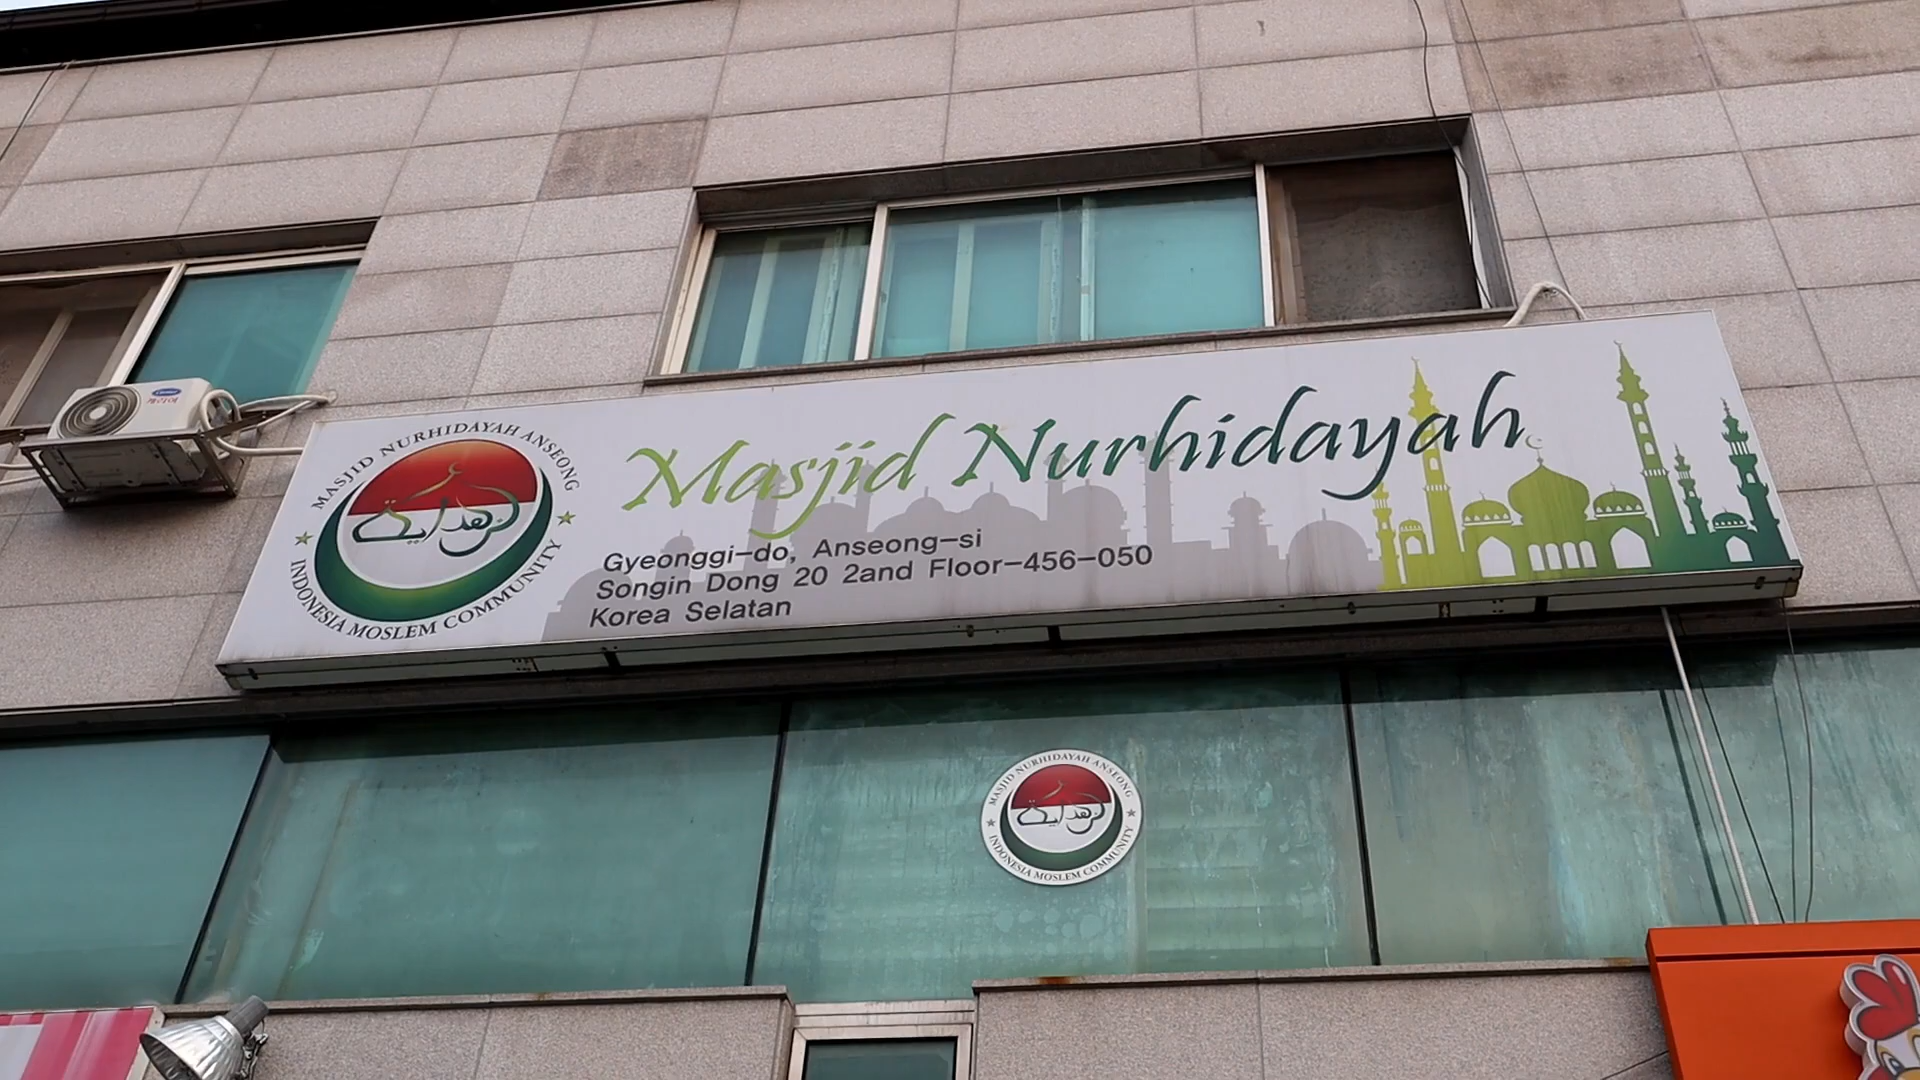 MASJID NURHIDAYAH ANSEONG
INDONESIA MOSLEM COMMUNITY
Masjid Nurhidayah
Gyeonggi-do, Anseong-si
Songin Dong 20 2and Floor-456-050
Korea Selatan
MASJID NURHIDAYAH ANSEONG
INDONESIA MOSLEM COMMUNITY